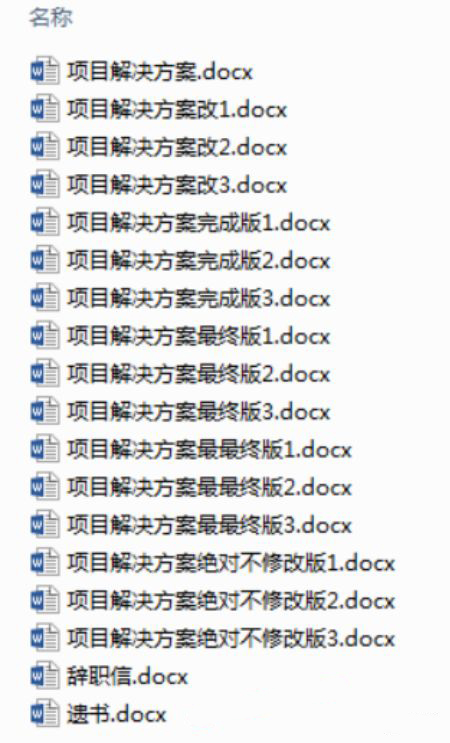 名称
项目解决方案.docx
项目解决方案改1.docx
项目解决方案改2.docx
项目解决方案改3.docx
项目解决方案完成版1.docx
项目解决方案完成版2.docx
项目解决方案完成版3.docx
项目解决方案最终版1.docx
项目解决方案最终版2.docx
项目解决方案最终版3.docx
项目解决方案最最终版1.docx
项目解决方案最最终版2.docx
项目解决方案最最终版3.docx
项目解决方案绝对不修改版1.docx
项目解决方案绝对不修改版2.docx
项目解决方案绝对不修改版3.docx
辞职信.docx
遗书.docx